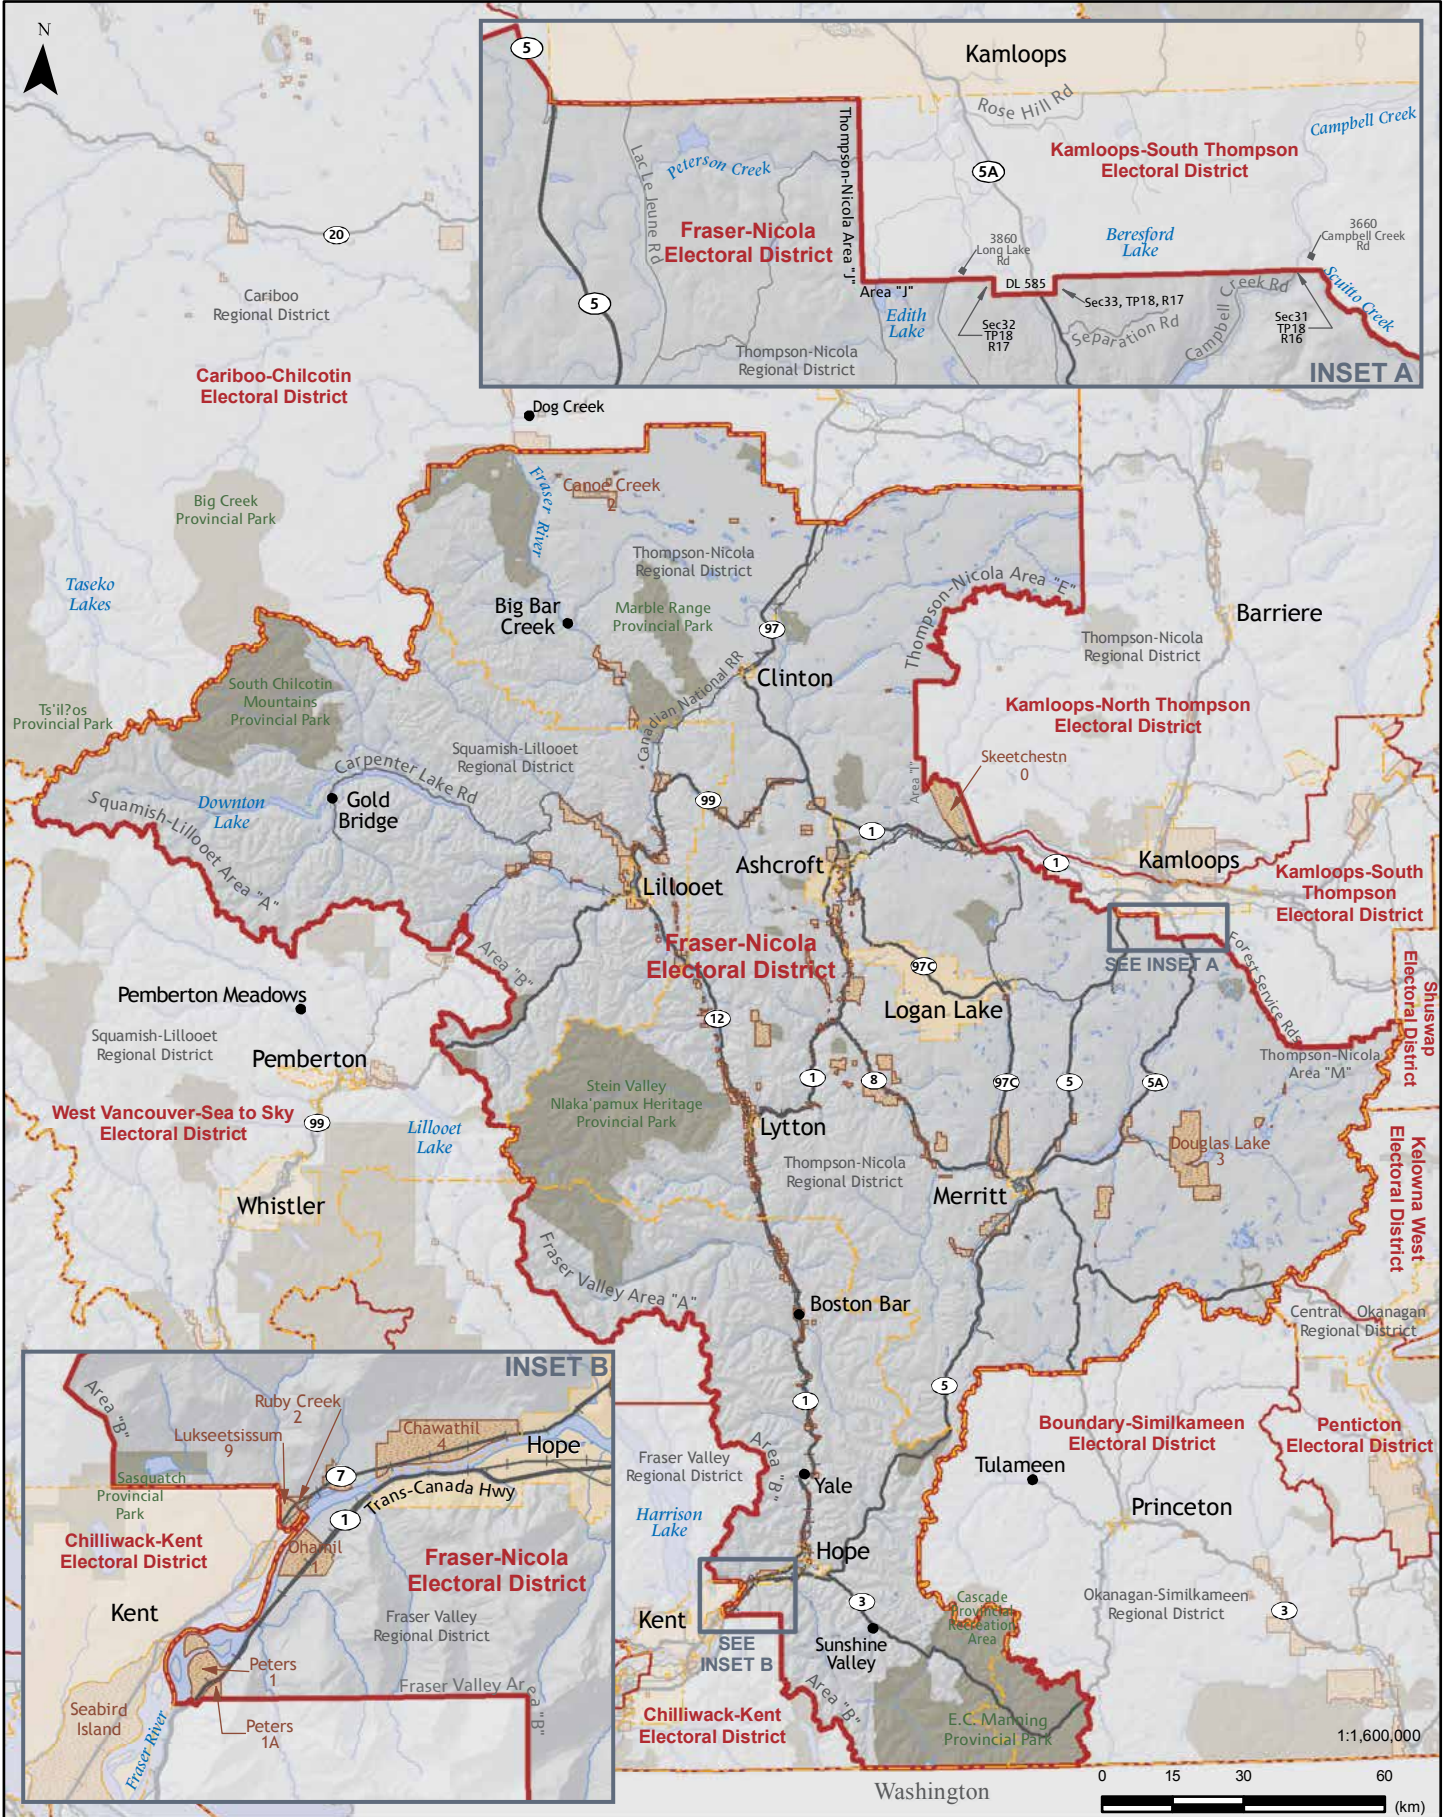 N
5
Kamloops
Rose Hill Rd
Campbell Creek
Lac Le Jeune Rd
Peterson Creek
Thompson-Nicola Area "J"
Kamloops-South Thompson
Electoral District
5A
Fraser-Nicola
Electoral District
3860
Long Lake
Rd
Beresford
Lake
3660
Campbell Creek
Rd
5
Area "J"
DL 585
Sec33, TP18, R17
Edith
Lake
Sec32
TP18
R17
Separation Rd
Campbell Creek Rd
Sec31
TP18
R16
Scuitto Creek
Thompson-Nicola
Regional District
INSET A
20
Cariboo
Regional District
Cariboo-Chilcotin
Electoral District
Dog Creek
Big Creek
Provincial Park
Fraser River
Canoe Creek
2
Thompson-Nicola
Regional District
Taseko
Lakes
Big Bar
Creek
Marble Range
Provincial Park
97
Thompson-Nicola Area "E"
Barriere
Thompson-Nicola
Regional District
Clinton
South Chilcotin
Mountains
Provincial Park
Ts'il?os
Provincial Park
Canadian National RR
Kamloops-North Thompson
Electoral District
Squamish-Lillooet
Regional District
Skeetchestn
0
Area "I"
Carpenter Lake Rd
Downton
Lake
Gold
Bridge
Squamish-Lillooet Area "A"
99
1
1
Ashcroft
Kamloops
Lillooet
Kamloops-South
Thompson
Electoral District
Fraser-Nicola
Electoral District
Area "B"
97C
SEE INSET A
Forest Service Rds
Shuswap
Electoral District
Pemberton Meadows
Logan Lake
12
Squamish-Lillooet
Regional District
Pemberton
Thompson-Nicola
Area "M"
Stein Valley
Nlaka'pamux Heritage
Provincial Park
1
8
97C
5
5A
West Vancouver-Sea to Sky
Electoral District
99
Lillooet
Lake
Lytton
Douglas Lake
3
Kelowna West
Electoral District
Thompson-Nicola
Regional District
Whistler
Merritt
Fraser Valley Area "A"
Boston Bar
Central Okanagan
Regional District
INSET B
Area "B"
Ruby Creek
2
Lukseetsissum
9
Chawathil
4
Hope
7
Sasquatch
Provincial
Park
Trans-Canada Hwy
1
Chilliwack-Kent
Electoral District
Ohamil
1
Fraser-Nicola
Electoral District
Kent
Fraser Valley
Regional District
Peters
1
Fraser Valley Area "B"
Seabird
Island
Peters
1A
Fraser River
5
1
Boundary-Similkameen
Electoral District
Penticton
Electoral District
Fraser Valley
Regional District
Area "B"
Tulameen
Yale
Princeton
Harrison
Lake
Hope
3
Cascade
Provincial
Recreation
Area
Okanagan-Similkameen
Regional District
3
Kent
SEE
INSET B
Sunshine
Valley
Area "B"
Chilliwack-Kent
Electoral District
E.C. Manning
Provincial Park
1:1,600,000
Washington
0 15 30 60
(km)